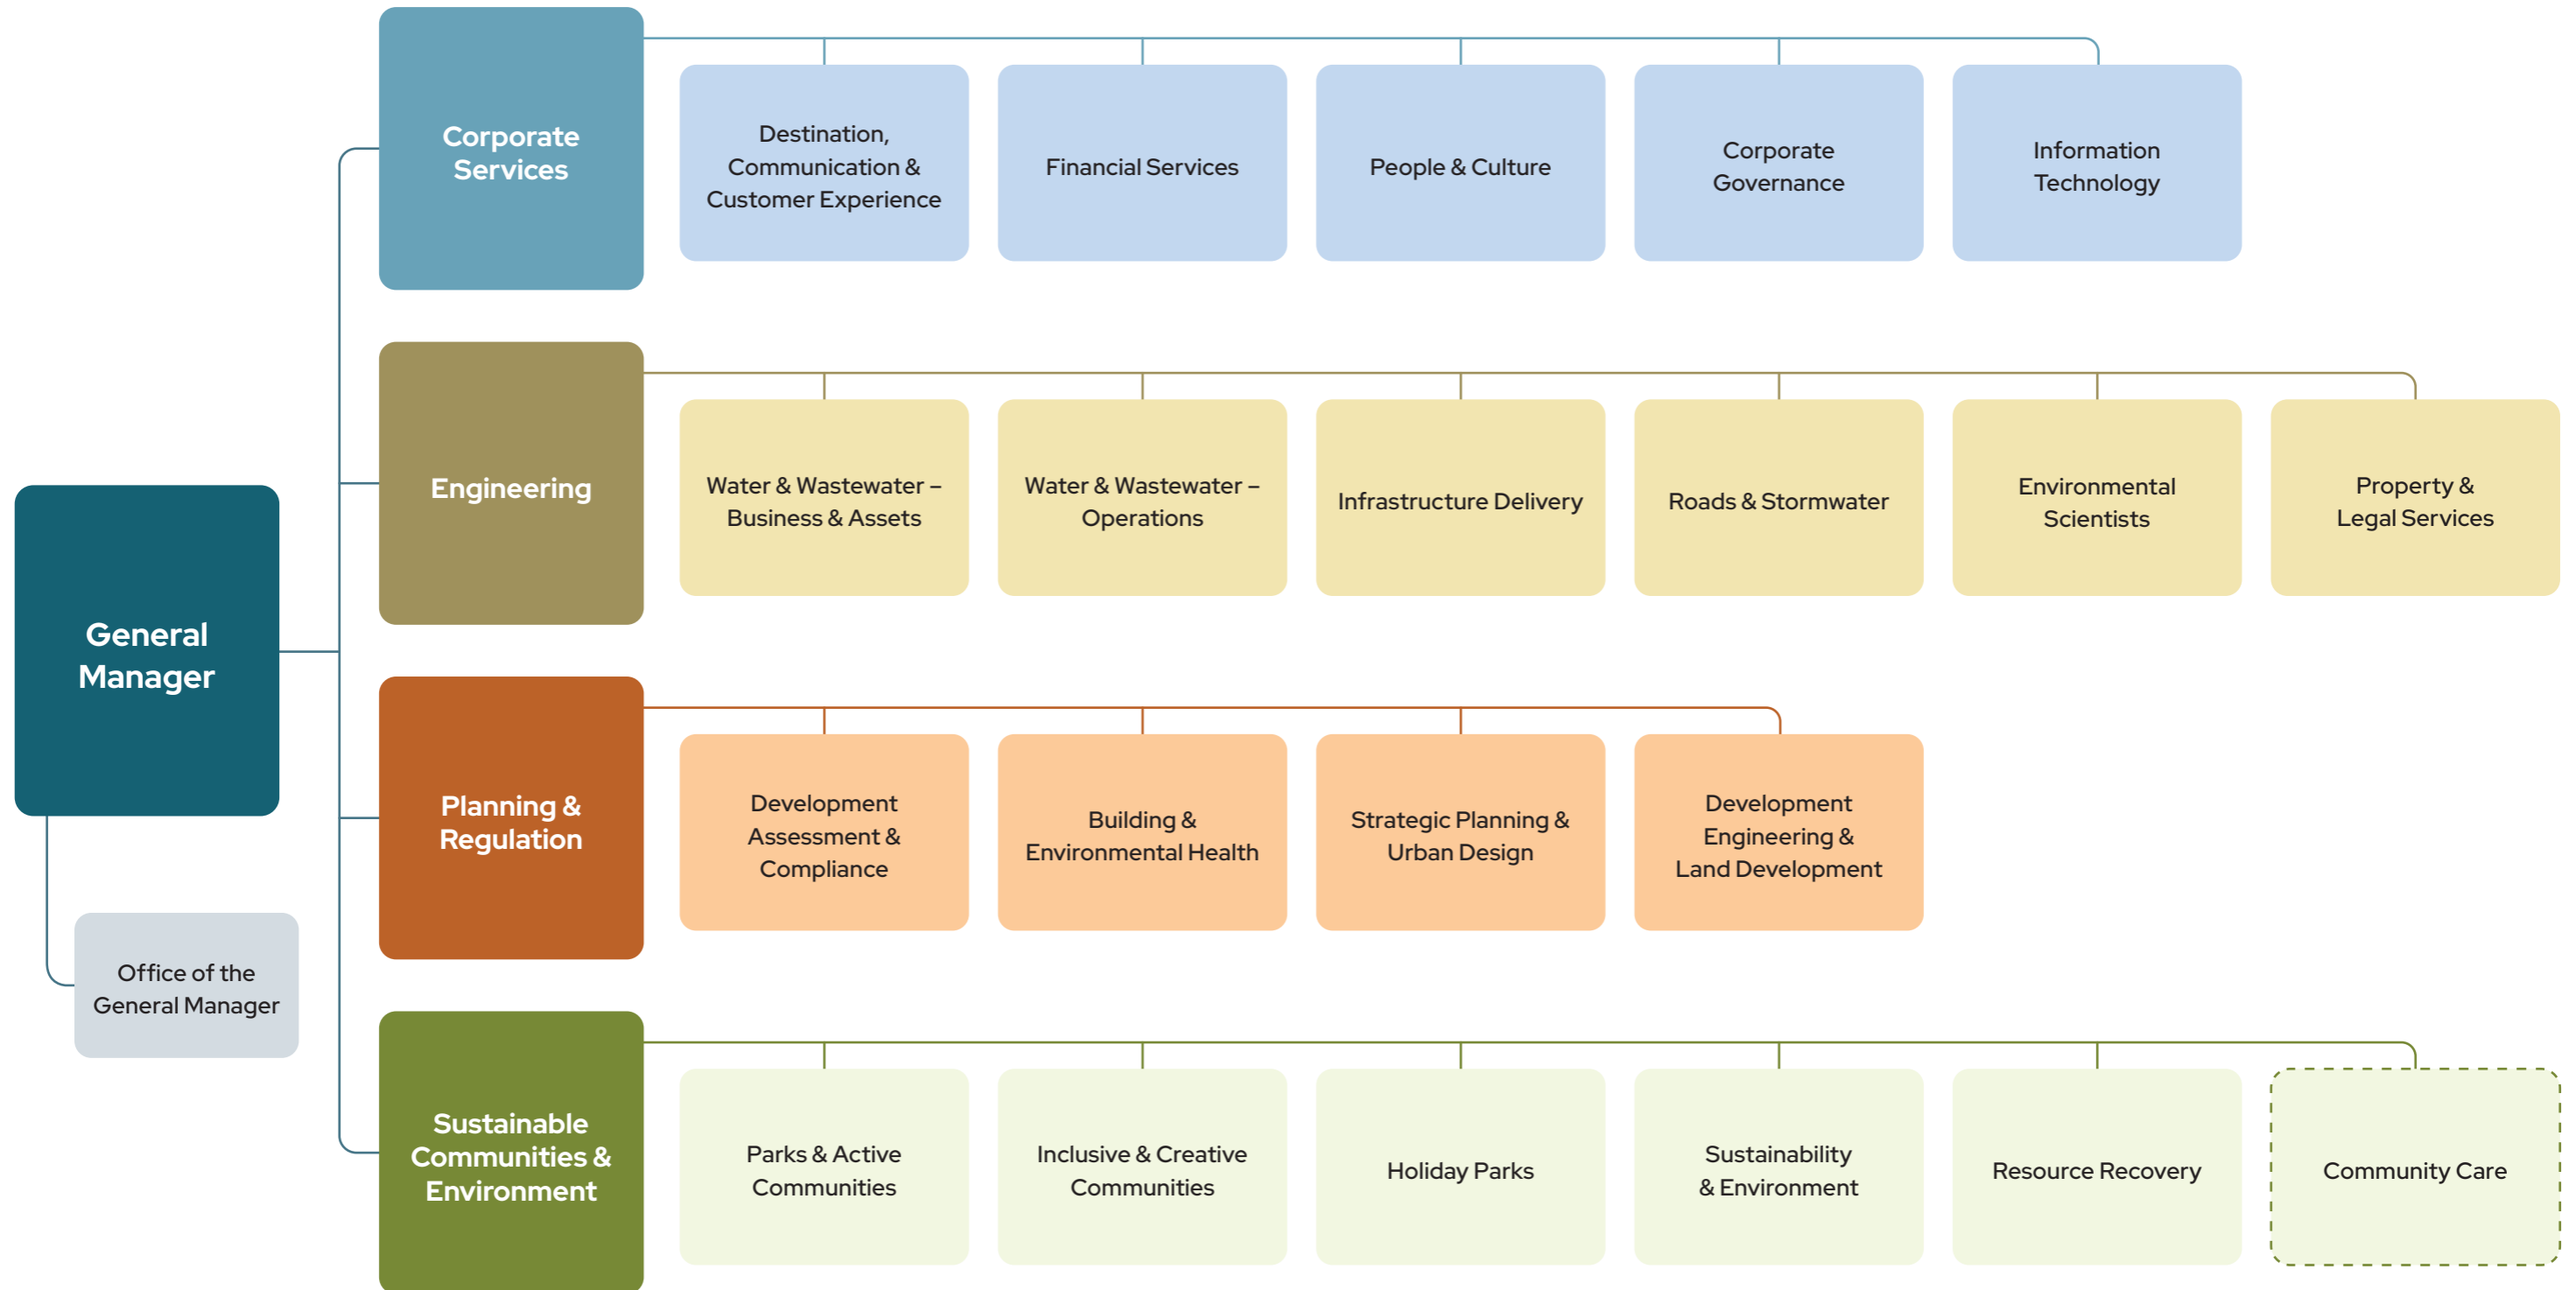 Corporate
Services
Destination,
Communication &
Customer Experience
Financial Services
People & Culture
Corporate
Governance
Information
Technology
Engineering
Water & Wastewater –
Business & Assets
Water & Wastewater –
Operations
Infrastructure Delivery
Roads & Stormwater
Environmental
Scientists
Property &
Legal Services
General
Manager
Planning &
Regulation
Development
Assessment &
Compliance
Building &
Environmental Health
Strategic Planning &
Urban Design
Development
Engineering &
Land Development
Office of the
General Manager
Sustainable
Communities &
Environment
Parks & Active
Communities
Inclusive & Creative
Communities
Holiday Parks
Sustainability
& Environment
Resource Recovery
Community Care